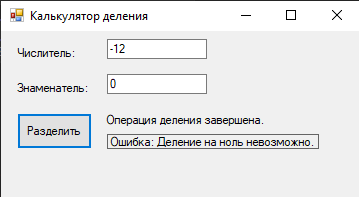 Калькулятор деления
Числитель: -12
Знаменатель: 0
Разделить
Операция деления завершена.
Ошибка: Деление на ноль невозможно.